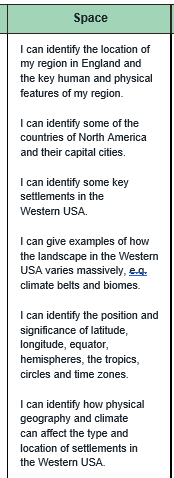 Space
I can identify the location of
my region in England and
the key human and physical
features of my region.
I can identify some of the
countries of North America
and their capital cities.
I can identify some key
settlements in the
Western USA.
I can give examples of how
the landscape in the Western
USA varies massively, e.g.
climate belts and biomes.
I can identify the position and
significance of latitude,
longitude, equator,
hemispheres, the tropics,
circles and time zones.
I can identify how physical
geography and climate
can affect the type and
location of settlements in
the Western USA.